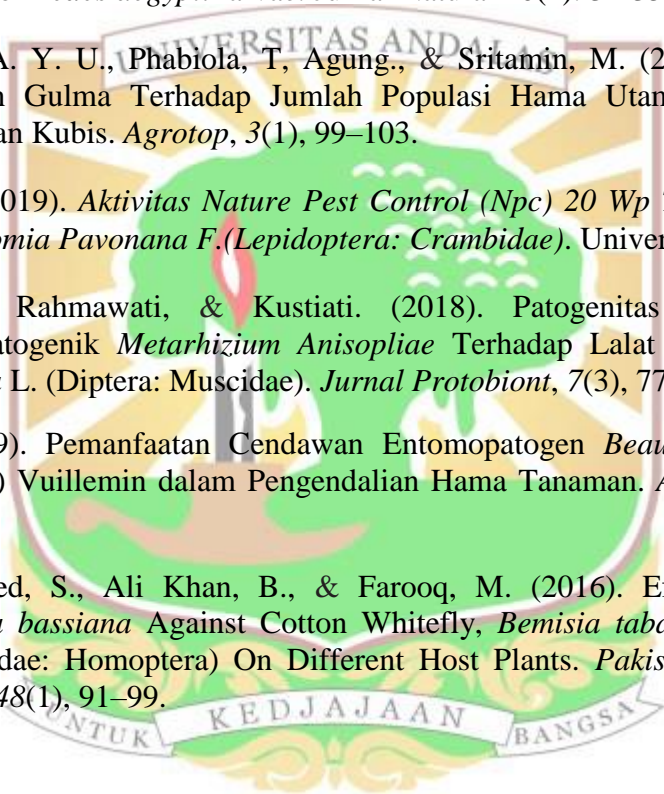 UNIVERSITAS ANDALAS
A. Y. U., Phabiola, T, Agung., & Sritamin, M. (2
Gulma Terhadap Jumlah Populasi Hama Utan
an Kubis. Agrotop, 3(1), 99–103.
019). Aktivitas Nature Pest Control (Npc) 20 Wp
omia Pavonana F.(Lepidoptera: Crambidae). Univer
Rahmawati, & Kustiati. (2018). Patogenitas
atogenik Metarhizium Anisopliae Terhadap Lalat
L. (Diptera: Muscidae). Jurnal Protobiont, 7(3), 77
9). Pemanfaatan Cendawan Entomopatogen Beau
) Vuillemin dalam Pengendalian Hama Tanaman. A
ed, S., Ali Khan, B., & Farooq, M. (2016). Ef
bassiana Against Cotton Whitefly, Bemisia taba
dae: Homoptera) On Different Host Plants. Pakis
48(1), 91–99.
UNTUK KEDJAJAAN BANGSA